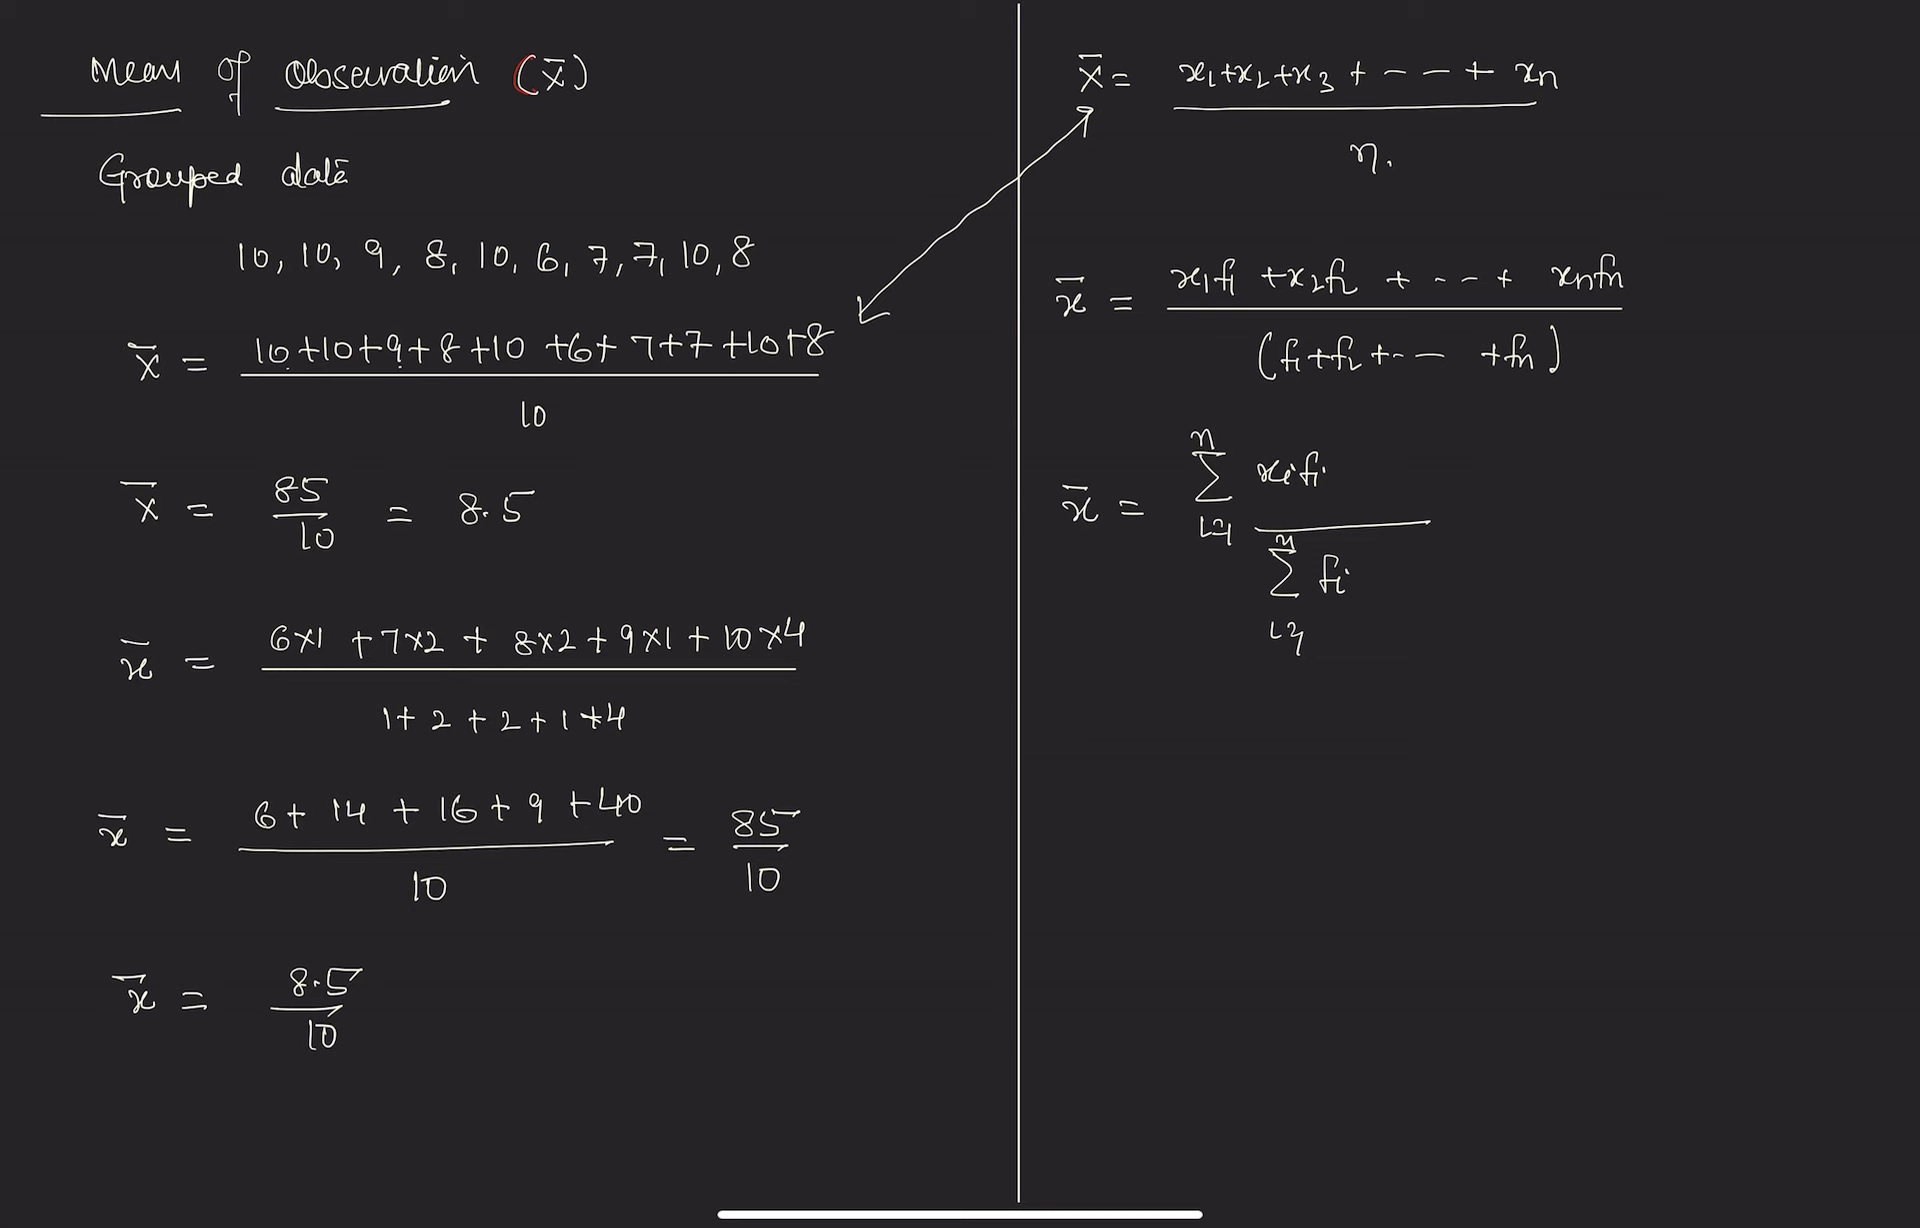 Mean of observation (x̄)
Grouped data
10, 10, 9, 8, 10, 6, 7, 7, 10, 8
x̄ = 10+10+9+8+10+6+7+7+10+8
10
x̄ = 85/10 = 8.5
x̄ = 6×1 + 7×2 + 8×2 + 9×1 + 10×4
1+2+2+1+4
x̄ = 6+14+16+9+40
10
= 85/10
x̄ = 8.5/10
x̄ = x₁+x₂+x₃+ - - - + xₙ
n.
x̄ = x₁f₁ + x₂f₂ + - - - + xₙfₙ
(f₁+f₂+- - - +fₙ)
x̄ = n∑i=1 xᵢfᵢ
n∑i=1 fᵢ